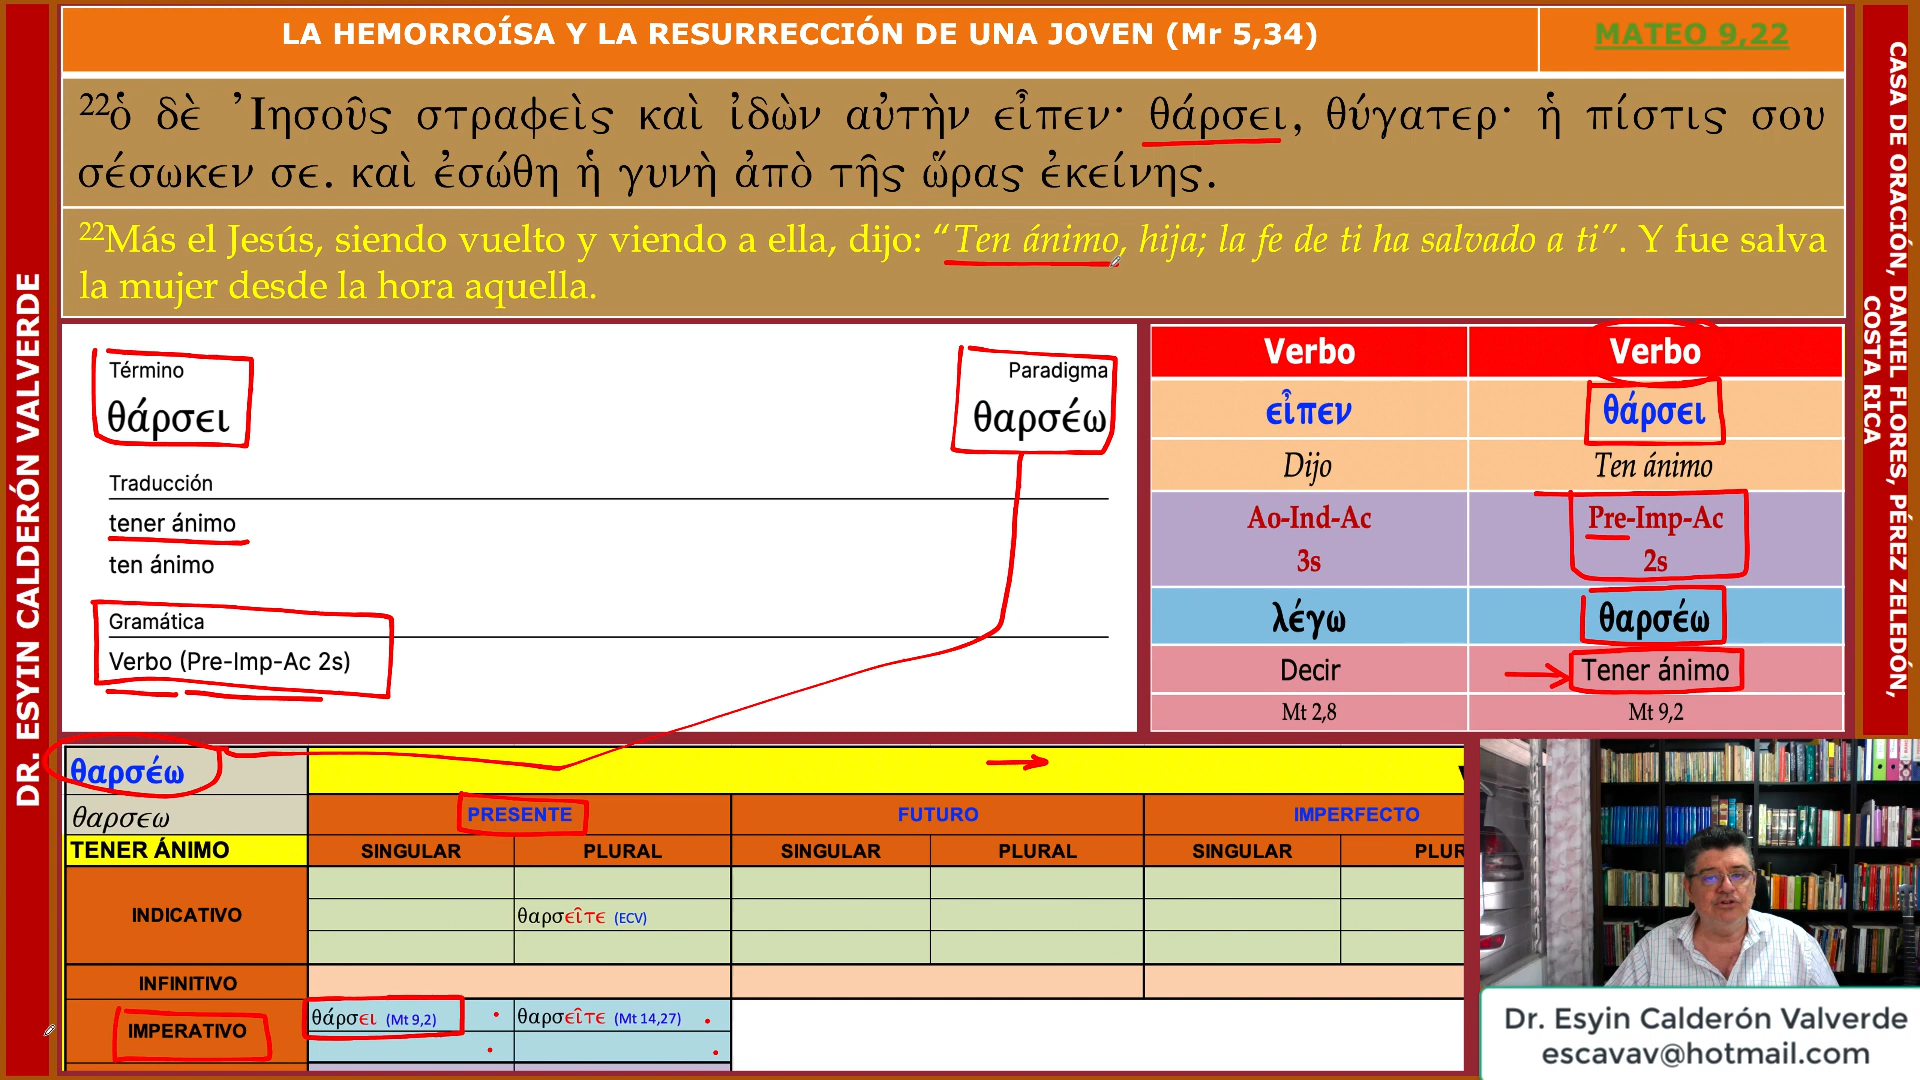 LA HEMORROÍSA Y LA RESURRECCIÓN DE UNA JOVEN (Mr 5,34)
MATEO 9,22
22ὁ δὲ Ἰησοῦς στραφεὶς καὶ ἰδὼν αὐτὴν εἶπεν· θάρσει, θύγατερ· ἡ πίστις σου
σέσωκεν σε. καὶ ἐσώθη ἡ γυνὴ ἀπὸ τῆς ὥρας ἐκείνης.
22Más el Jesús, siendo vuelto y viendo a ella, dijo: “Ten ánimo, hija; la fe de ti ha salvado a ti”. Y fue salva
la mujer desde la hora aquella.
DR. ESYIN CALDERÓN VALVERDE
CASA DE ORACIÓN, DANIEL FLORES, PÉREZ ZELEDÓN,
COSTA RICA
Término
Paradigma
θάρσει
θαρσέω
Traducción
tener ánimo
ten ánimo
Gramática
Verbo (Pre-Imp-Ac 2s)
Verbo Verbo
εἶπεν θάρσει
Dijo Ten ánimo
Ao-Ind-Ac Pre-Imp-Ac
3s 2s
λέγω θαρσέω
Decir Tener ánimo
Mt 2,8 Mt 9,2
θαρσέω
θαρσεω PRESENTE FUTURO IMPERFECTO
TENER ÁNIMO SINGULAR PLURAL SINGULAR PLURAL SINGULAR PLUR
INDICATIVO
θαρσεῖτε (ECV)
INFINITIVO
IMPERATIVO
θάρσει (Mt 9,2) θαρσεῖτε (Mt 14,27)
Dr. Esyin Calderón Valverde
escavav@hotmail.com